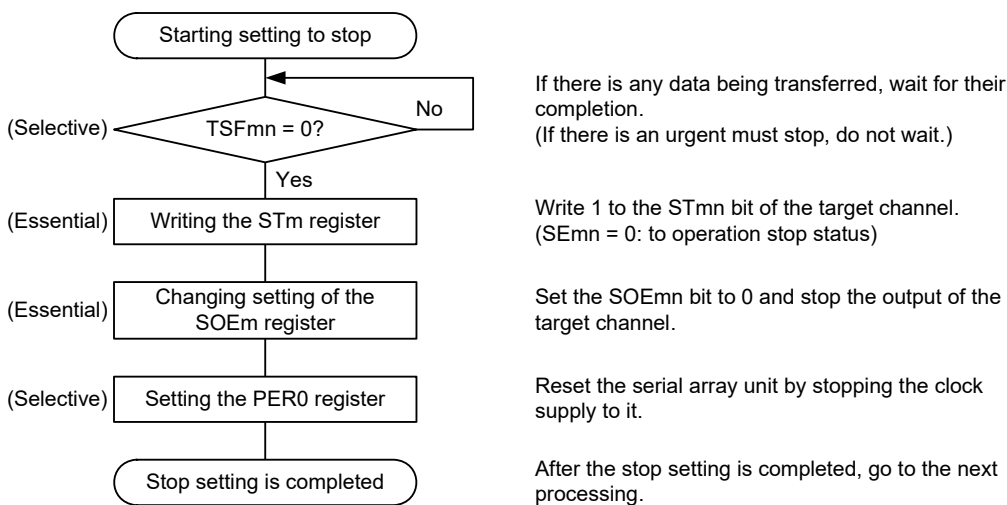 Starting setting to stop
No
If there is any data being transferred, wait for their
completion.
(If there is an urgent must stop, do not wait.)
(Selective)
TSFmn = 0?
Yes
(Essential)
Writing the STm register
Write 1 to the STmn bit of the target channel.
(SEmn = 0: to operation stop status)
(Essential)
Changing setting of the
SOEm register
Set the SOEmn bit to 0 and stop the output of the
target channel.
(Selective)
Setting the PER0 register
Reset the serial array unit by stopping the clock
supply to it.
Stop setting is completed
After the stop setting is completed, go to the next
processing.